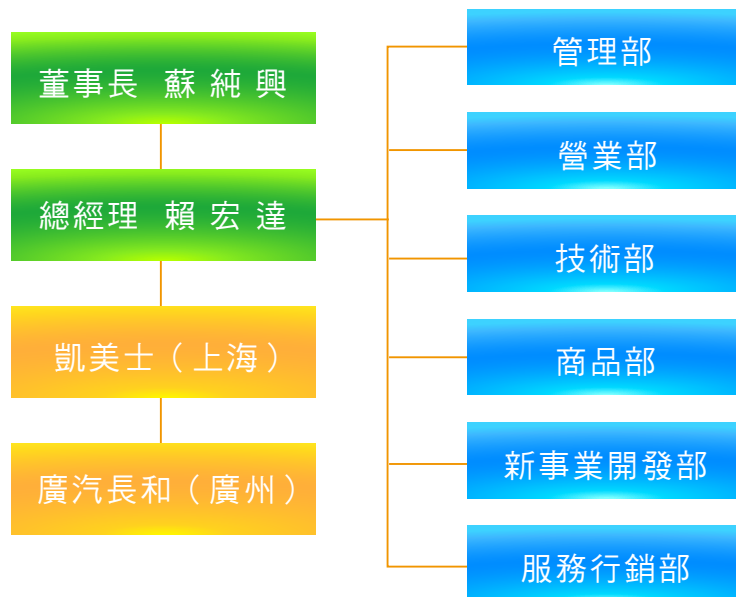 董事長 蘇純興
總經理 賴宏達
凱美士（上海）
廣汽長和（廣州）
管理部
營業部
技術部
商品部
新事業開發部
服務行銷部